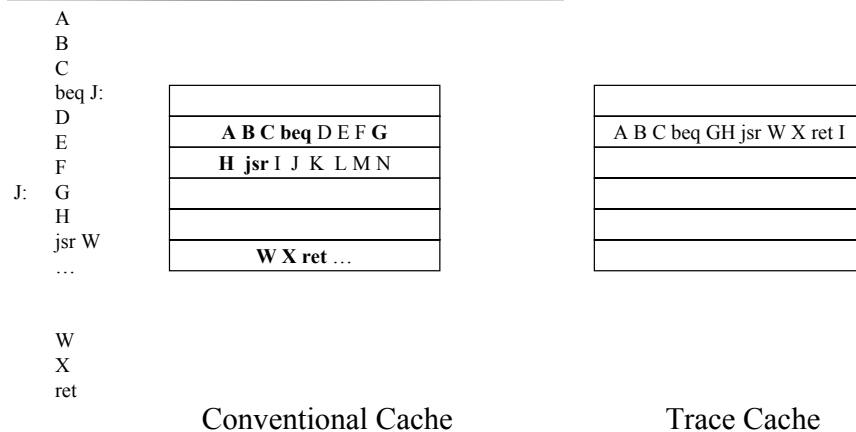 A
B
C
beq J:
D
E
F
J: G
H
jsr W
…
W
X
ret
A B C beq D E F G
H jsr I J K L M N
W X ret …
Conventional Cache
A B C beq GH jsr W X ret I
Trace Cache